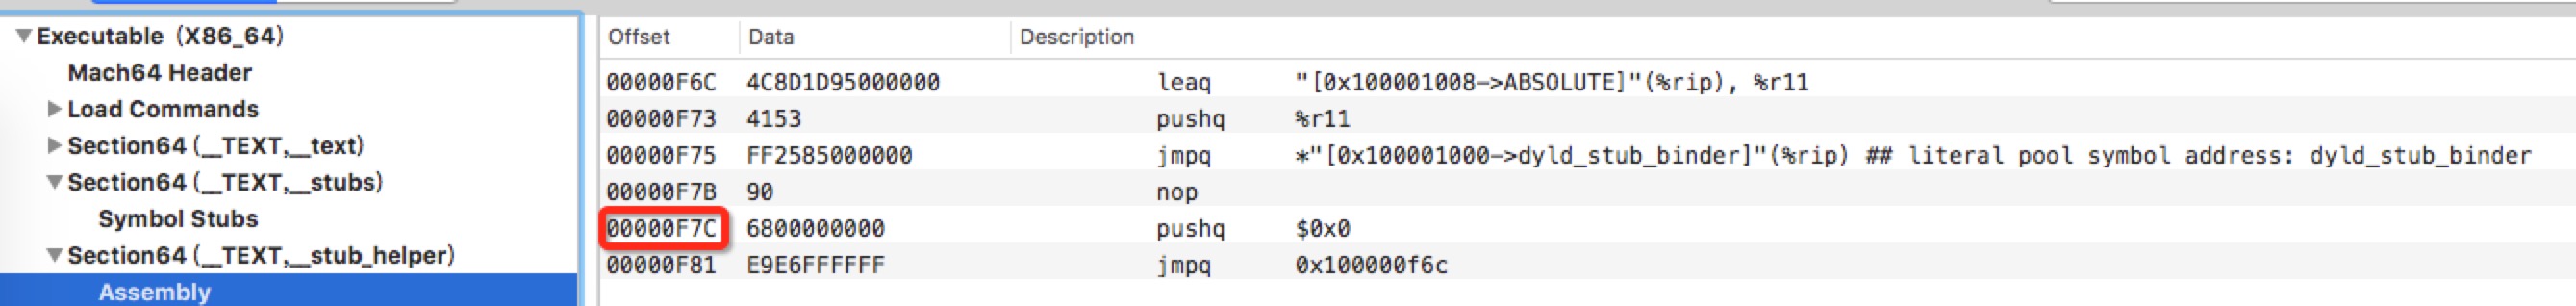 ▼Executable (X86_64)
Mach64 Header
▶Load Commands
▶Section64 (__TEXT,__text)
▼Section64 (__TEXT,__stubs)
Symbol Stubs
▼Section64 (__TEXT,__stub_helper)
Assembly
Offset Data Description
00000F6C 4C8D1D95000000 leaq "[0x100001008->ABSOLUTE]"(%rip), %r11
00000F73 4153 pushq %r11
00000F75 FF2585000000 jmpq *"[0x100001000->dyld_stub_binder]"(%rip) ## literal pool symbol address: dyld_stub_binder
00000F7B 90 nop
00000F7C 6800000000 pushq $0x0
00000F81 E9E6FFFFFF jmpq 0x100000f6c